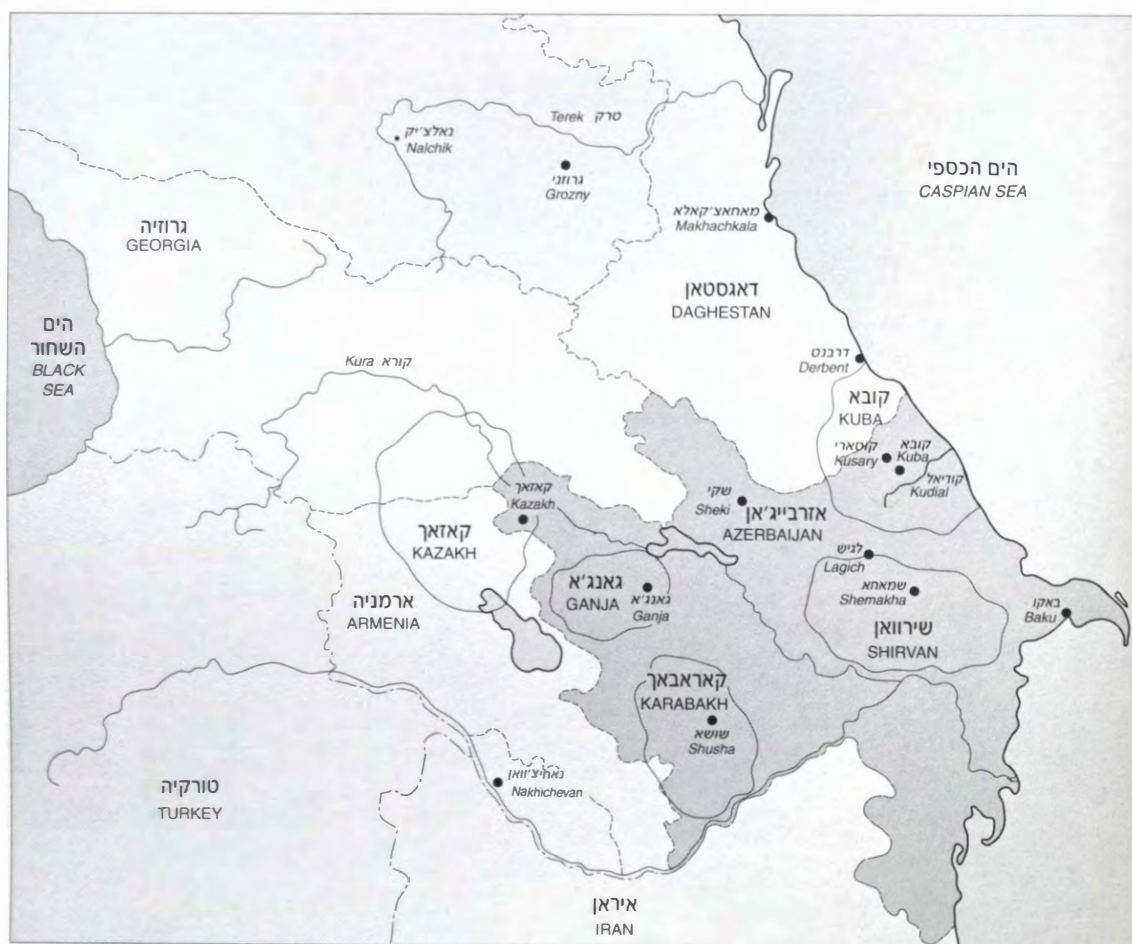 Terek טרק
נאלצ'יק
Nalchik
גרוזני
Grozny
הים הכספי
CASPIAN SEA
מאחאצ'קאלא
Makhachkala
גרוזיה
GEORGIA
דאגסטאן
DAGHESTAN
הים
השחור
BLACK
SEA
Kura קורא
דרבנט
Derbent
קובא
KUBA
קוסארי
Kusary
קובא
Kuba
קודיאל
Kudial
קאזאך
Kazakh
שקי
Sheki
אזרבייג'אן
AZERBAIJAN
קאזאך
KAZAKH
לגיש
Lagich
גאנג'א
GANJA
גאנג'א
Ganja
שמאחא
Shemakha
באקו
Baku
ארמניה
ARMENIA
שירוואן
SHIRVAN
קאראבאך
KARABAKH
שושא
Shusha
טורקיה
TURKEY
נאחיצ'וואן
Nakhichevan
איראן
IRAN